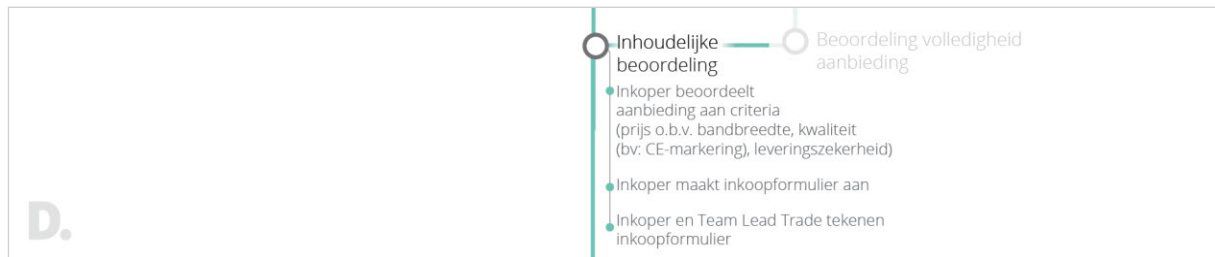 Inhoudelijke
beoordeling
Beoordeling volledigheid
aanbieding
Inkoper beoordeelt
aanbieding aan criteria
(prijs o.b.v. bandbreedte, kwaliteit
(bv: CE-markering), leveringszekerheid)
Inkoper maakt inkoopformulier aan
Inkoper en Team Lead Trade tekenen
inkoopformulier
D.